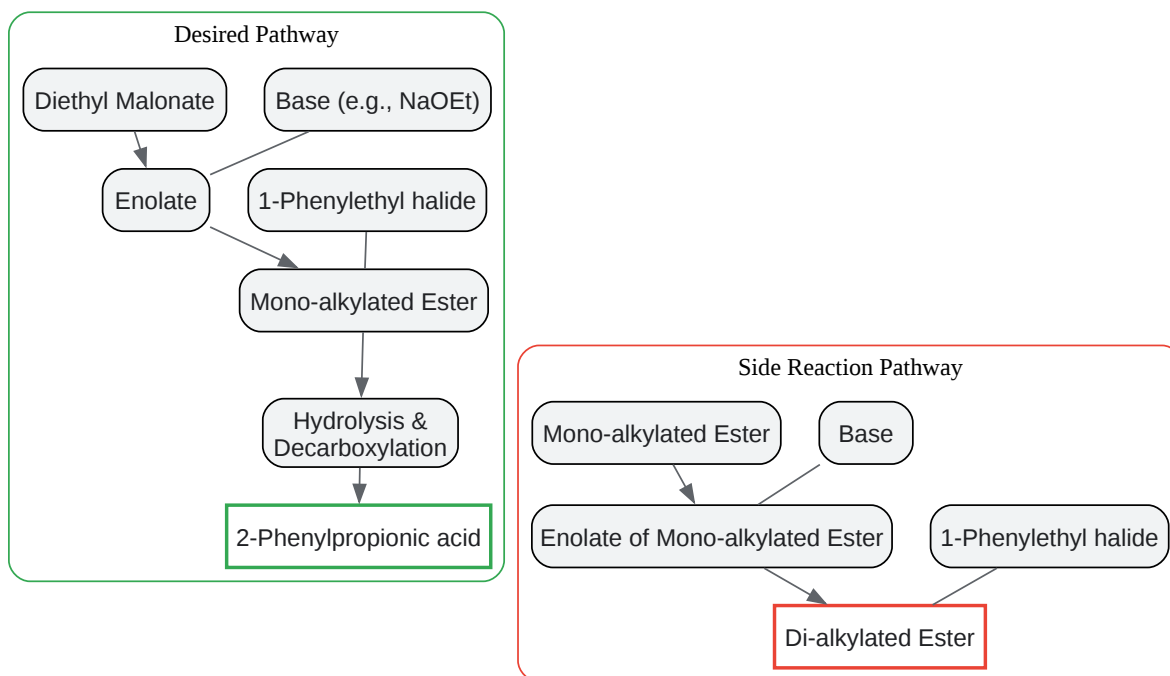 Desired Pathway
Diethyl Malonate
Base (e.g., NaOEt)
Enolate
1-Phenylethyl halide
Mono-alkylated Ester
Hydrolysis &
Decarboxylation
2-Phenylpropionic acid
Side Reaction Pathway
Mono-alkylated Ester
Base
Enolate of Mono-alkylated Ester
1-Phenylethyl halide
Di-alkylated Ester